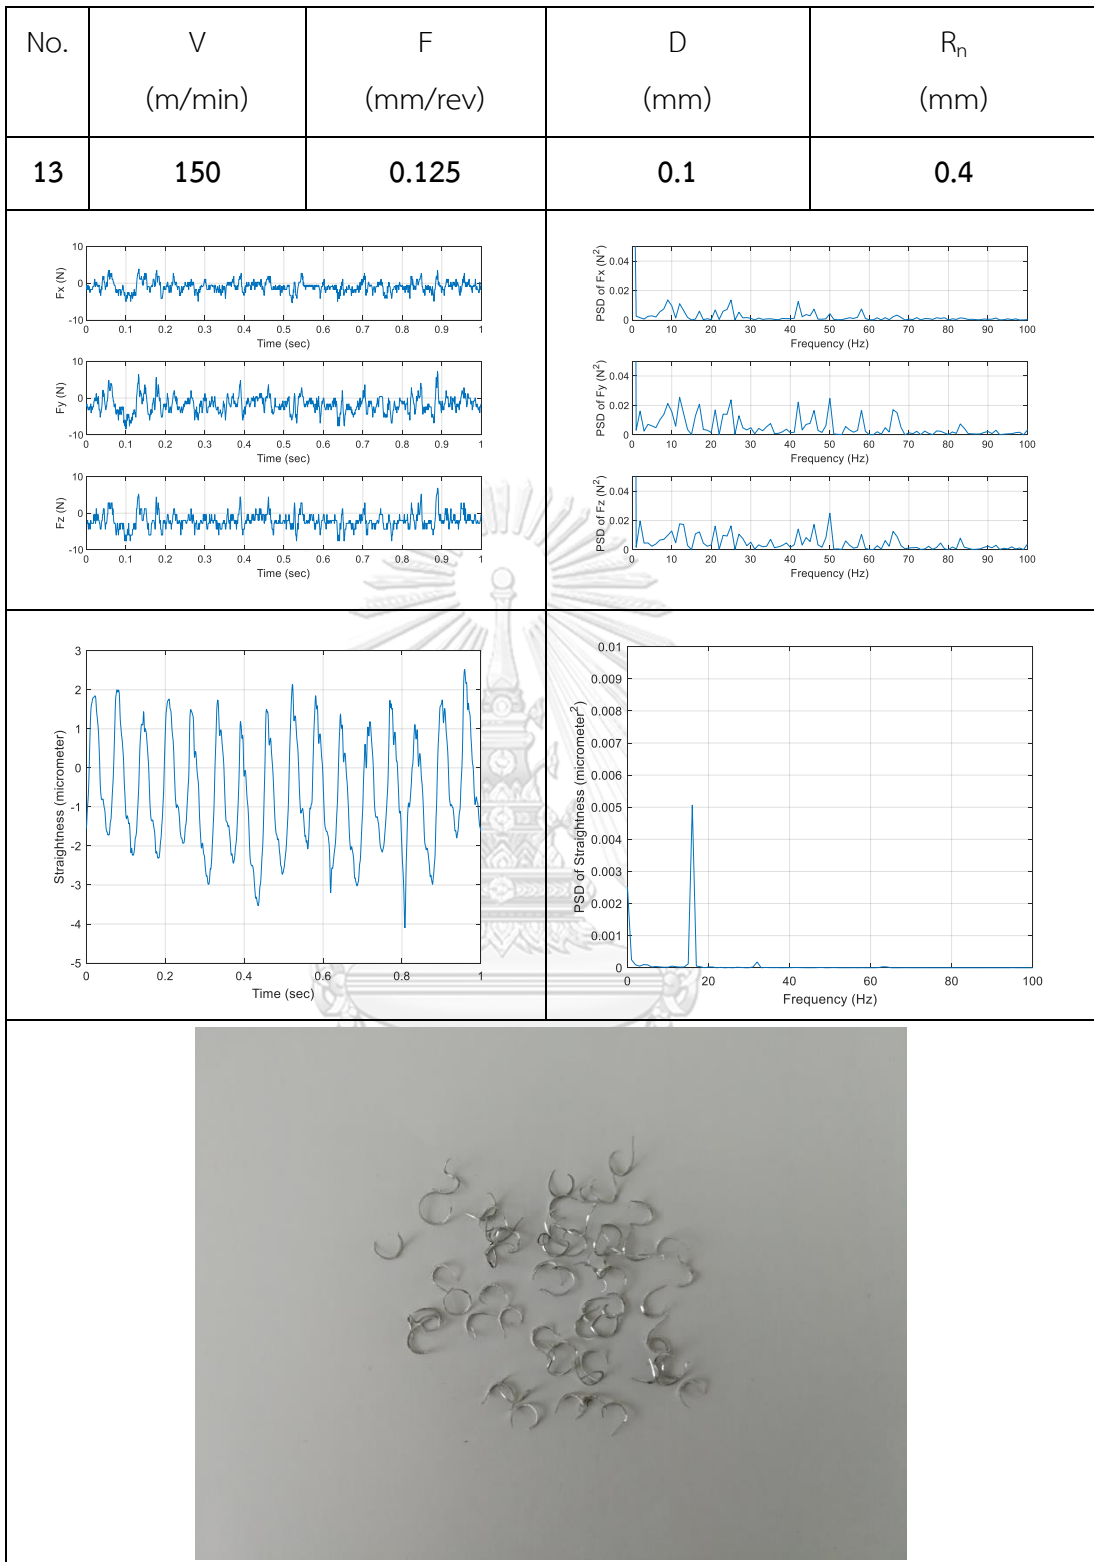 No. V F D Rn
(m/min) (mm/rev) (mm) (mm)
13 150 0.125 0.1 0.4
10
0
-10
Fx (N)
0 0.1 0.2 0.3 0.4 0.5 0.6 0.7 0.8 0.9 1
Time (sec)
10
0
-10
Fy (N)
0 0.1 0.2 0.3 0.4 0.5 0.6 0.7 0.8 0.9 1
Time (sec)
10
0
-10
Fz (N)
0 0.1 0.2 0.3 0.4 0.5 0.6 0.7 0.8 0.9 1
Time (sec)
PSD of Fx (N²)
0.04
0.02
0
0 10 20 30 40 50 60 70 80 90 100
Frequency (Hz)
PSD of Fy (N²)
0.04
0.02
0
0 10 20 30 40 50 60 70 80 90 100
Frequency (Hz)
PSD of Fz (N²)
0.04
0.02
0
0 10 20 30 40 50 60 70 80 90 100
Frequency (Hz)
Straightness (micrometer)
3
2
1
0
-1
-2
-3
-4
-5
0 0.2 0.4 0.6 0.8 1
Time (sec)
PSD of Straightness (micrometer²)
0.01
0.009
0.008
0.007
0.006
0.005
0.004
0.003
0.002
0.001
0
0 20 40 60 80 100
Frequency (Hz)